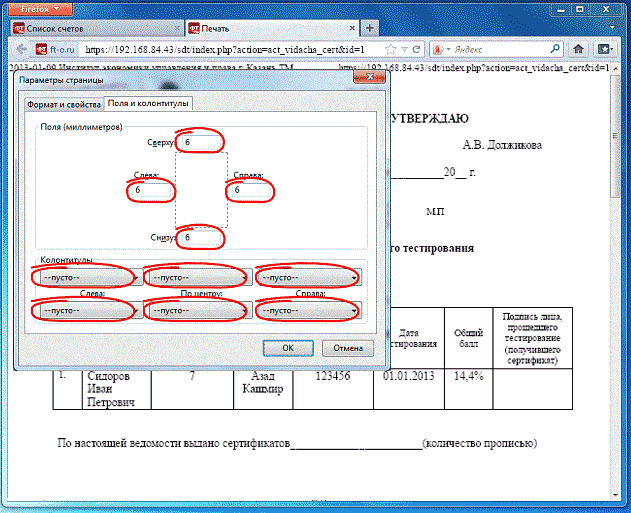 Firefox
Список счетов
Печать
ft-o.ru
https://192.168.84.43/sdt/index.php?action=act_vidacha_cert&id=1
Яндекс
2013-01-09 Институт экономики управления и права г. Казань ТМ
https://192.168.84.43/sdt/index.php?action=act_vidacha_cert&id=1
Параметры страницы
Формат и свойства
Поля и колонтитулы
УТВЕРЖДАЮ
Поля (миллиметров)
Сверху: 6
А.В. Должикова
Слева:
Справа:
20__ г.
6
6
МП
Снизу: 6
го тестирования
Колонтитулы
--пусто--
--пусто--
--пусто--
Слева:
По центру:
Справа:
--пусто--
--пусто--
--пусто--
Дата
стирования
Общий
балл
Подпись лица,
прошедшего
тестирование
(получившего
сертификат)
OK
Отмена
1.
Сидоров
Иван
Петрович
7
Азад
Кашмир
123456
01.01.2013
14,4%
По настоящей ведомости выдано сертификатов________________________(количество прописью)